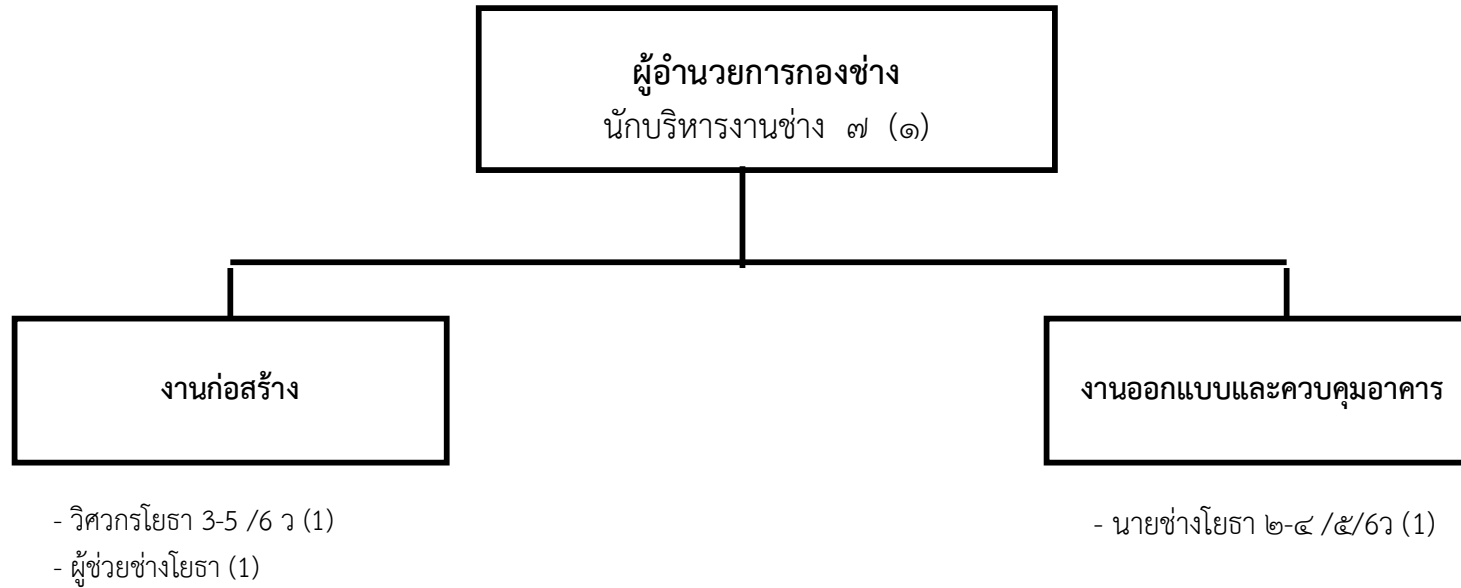 ผู้อำนวยการกองช่าง
นักบริหารงานช่าง ๗ (๑)
งานก่อสร้าง
งานออกแบบและควบคุมอาคาร
- วิศวกรโยธา 3-5 /6 ว (1)
- ผู้ช่วยช่างโยธา (1)
- นายช่างโยธา ๒-๔ /๕/6ว (1)